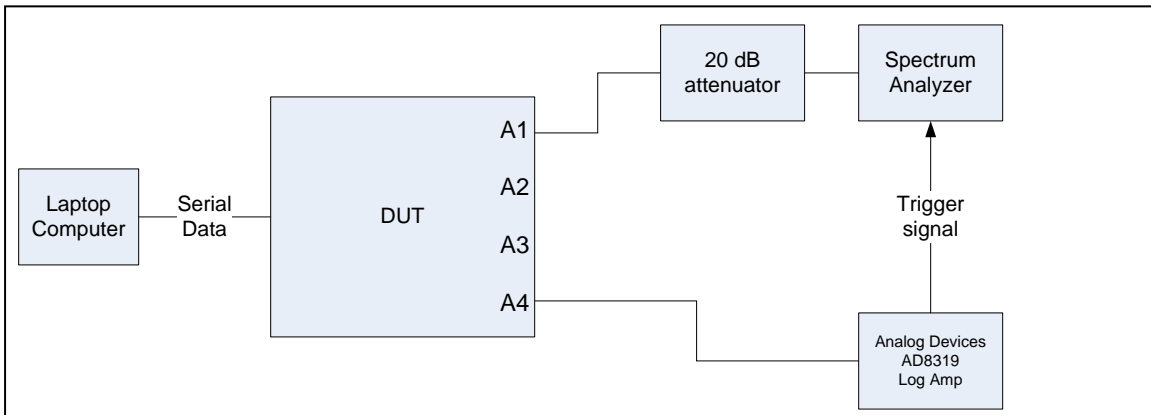 20 dB
attenuator
Spectrum
Analyzer
A1
A2
A3
A4
DUT
Laptop
Computer
Serial
Data
Trigger
signal
Analog Devices
AD8319
Log Amp